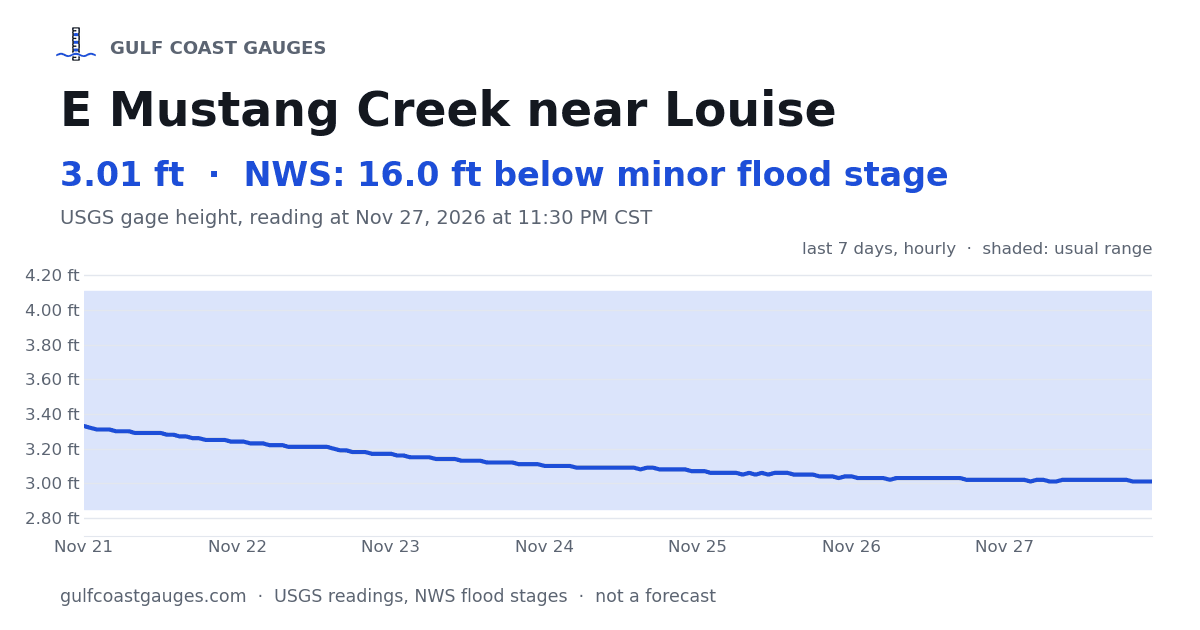 GULF COAST GAUGES
E Mustang Creek near Louise
3.01 ft · NWS: 16.0 ft below minor flood stage
USGS gage height, reading at Nov 27, 2026 at 11:30 PM CST
last 7 days, hourly · shaded: usual range
4.20 ft
4.00 ft
3.80 ft
3.60 ft
3.40 ft
3.20 ft
3.00 ft
2.80 ft
Nov 21 Nov 22 Nov 23 Nov 24 Nov 25 Nov 26 Nov 27
gulfcoastgauges.com · USGS readings, NWS flood stages · not a forecast